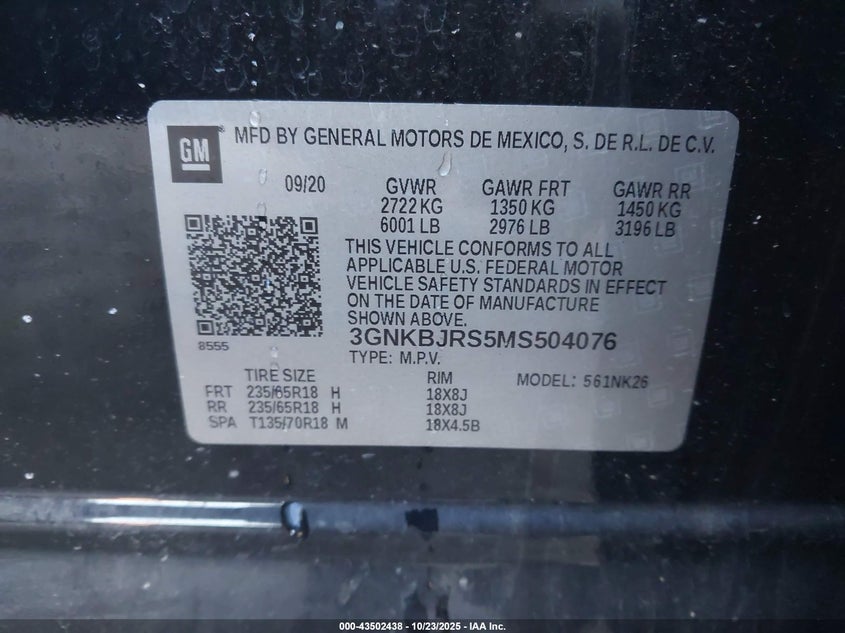 GM
MFD BY GENERAL MOTORS DE MEXICO, S. DE R.L. DE C.V.
09/20 GVWR GAWR FRT GAWR RR
2722 KG 1350 KG 1450 KG
6001 LB 2976 LB 3196 LB
THIS VEHICLE CONFORMS TO ALL
APPLICABLE U.S. FEDERAL MOTOR
VEHICLE SAFETY STANDARDS IN EFFECT
ON THE DATE OF MANUFACTURE
SHOWN ABOVE.
8555
3GNKBJRS5MS504076
TYPE: M.P.V.
TIRE SIZE RIM MODEL: 561NK26
FRT 235/65R18 H 18X8J
RR 235/65R18 H 18X8J
SPA T135/70R18 M 18X4.5B
000-43502438 - 10/23/2025 - IAA Inc.